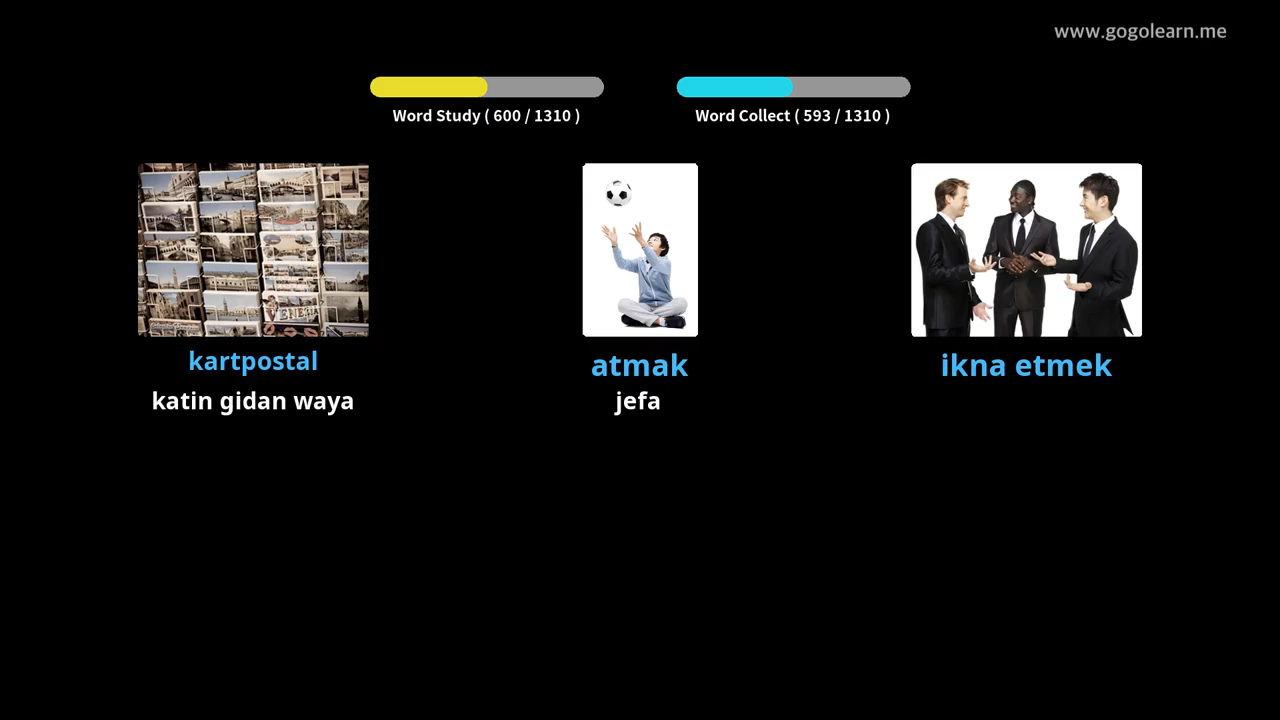 www.gogolearn.me
Word Study ( 600 / 1310 )
Word Collect ( 593 / 1310 )
kartpostal
katin gidan waya
atmak
jefa
ikna etmek